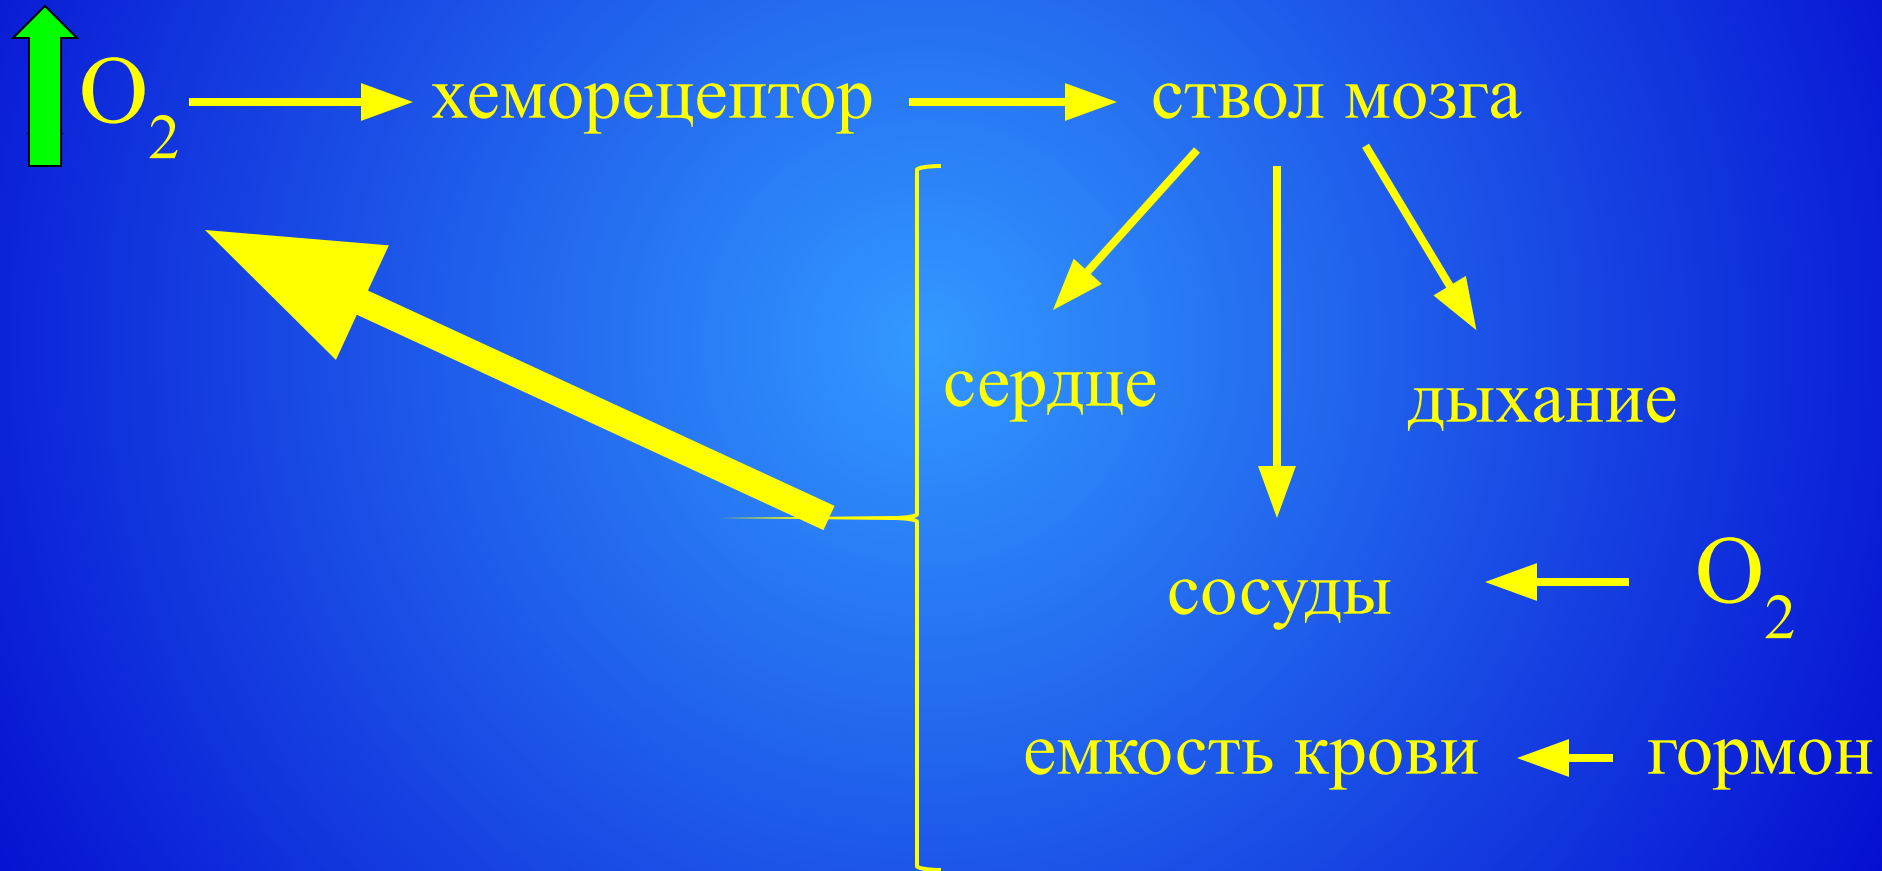 O₂ хеморецептор ствол мозга
сердце дыхание
сосуды O₂
емкость крови гормон